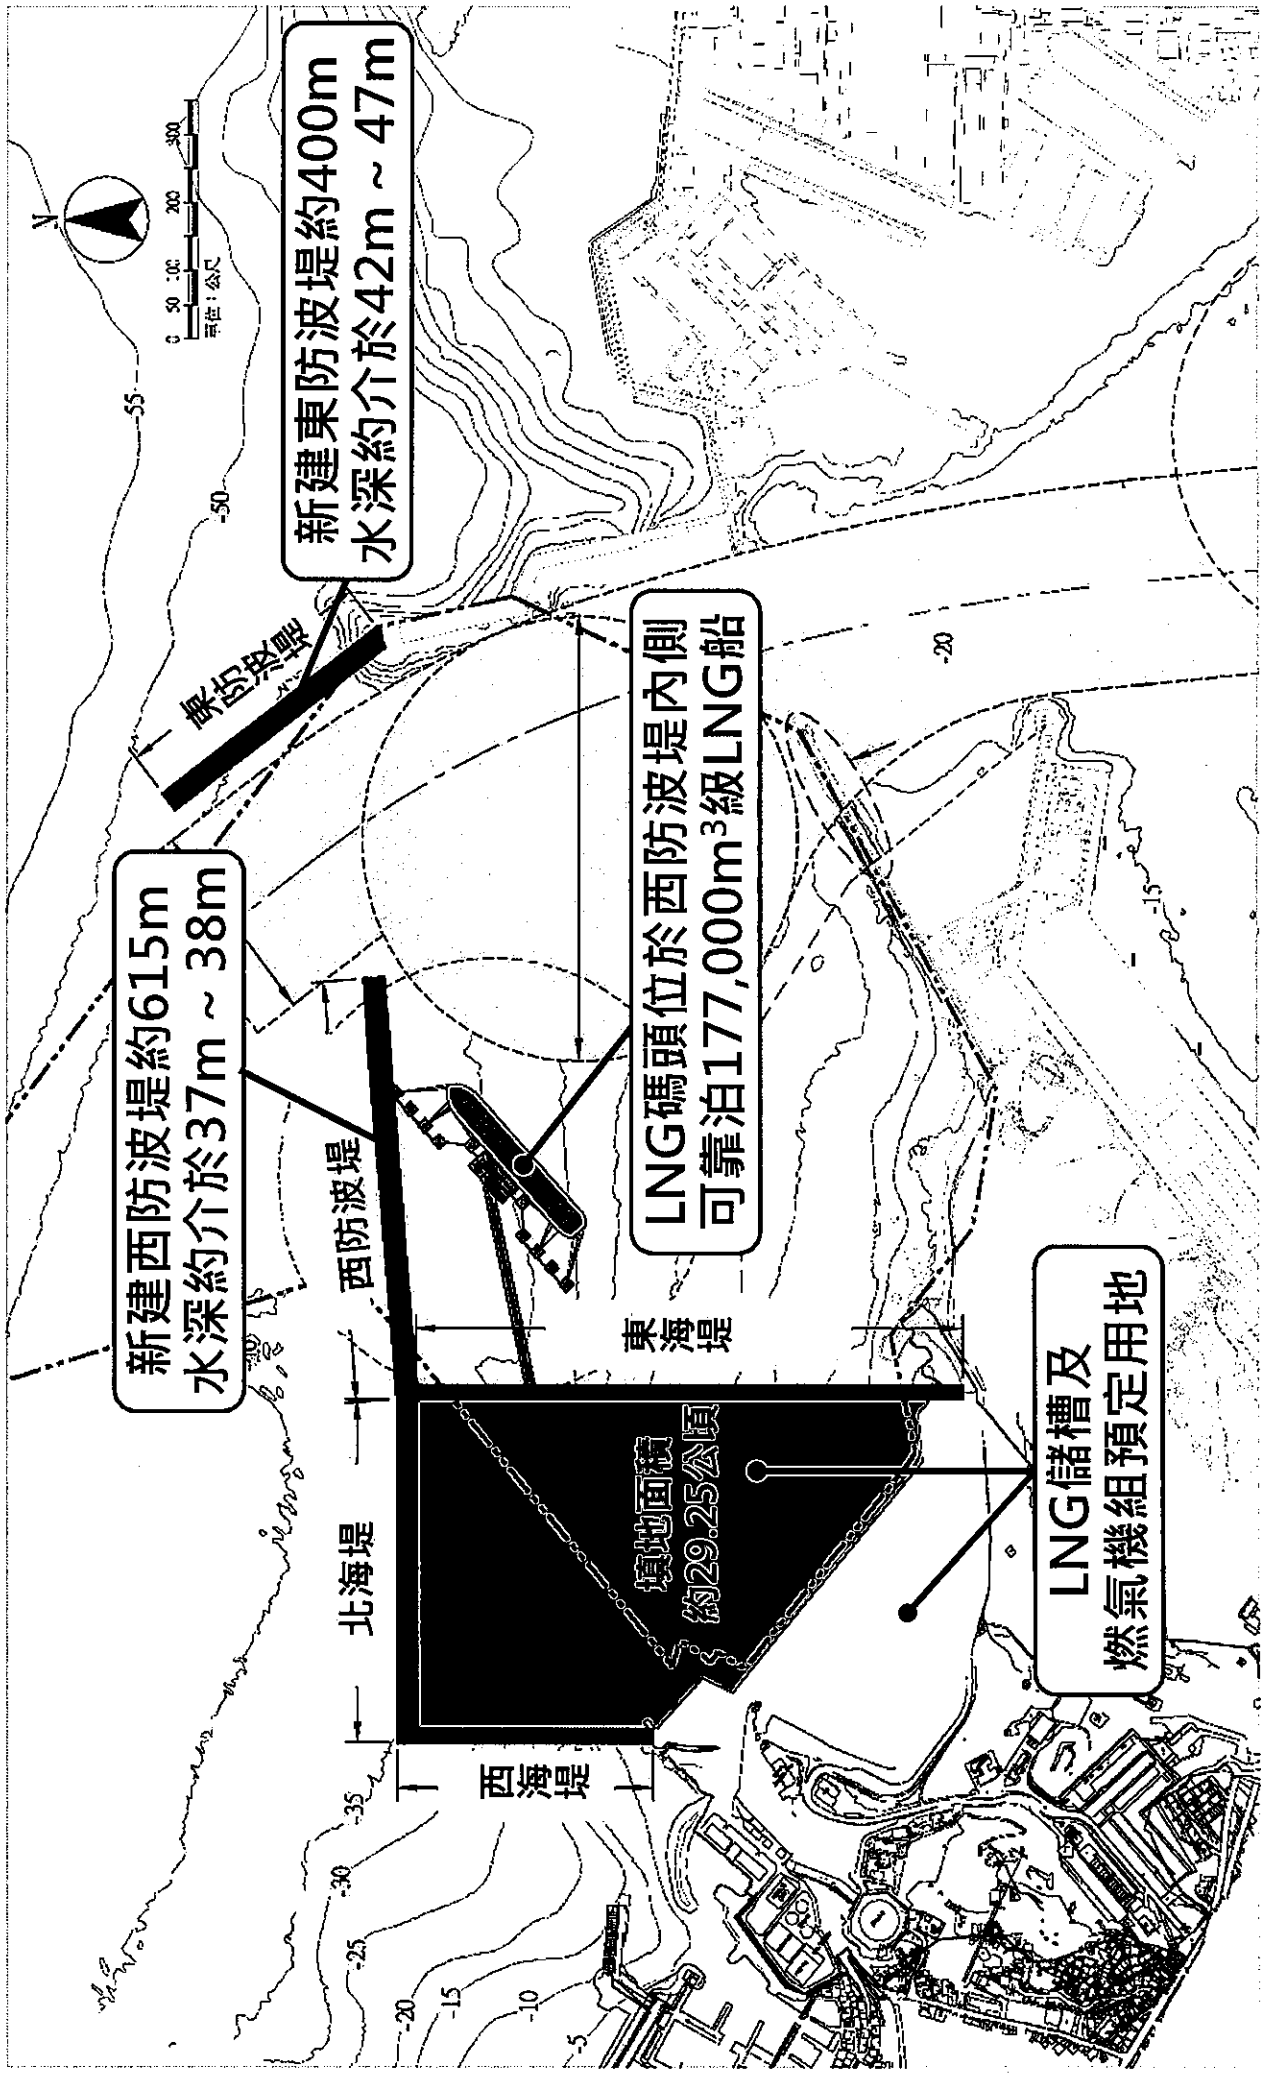 新建西防波堤約615m
水深約介於37m ~ 38m
新建東防波堤約400m
水深約介於42m ~ 47m
N
0 50 100 200 300
單位：公尺
-55
-50
東防波堤
西防波堤
北海堤
西海堤
東海堤
填地面積
約29.25公頃
LNG碼頭位於西防波堤內側
可靠泊177,000m³級LNG船
LNG儲槽及
燃氣機組預定用地
-35
-30
-25
-20
-15
-10
-5
-20
-15